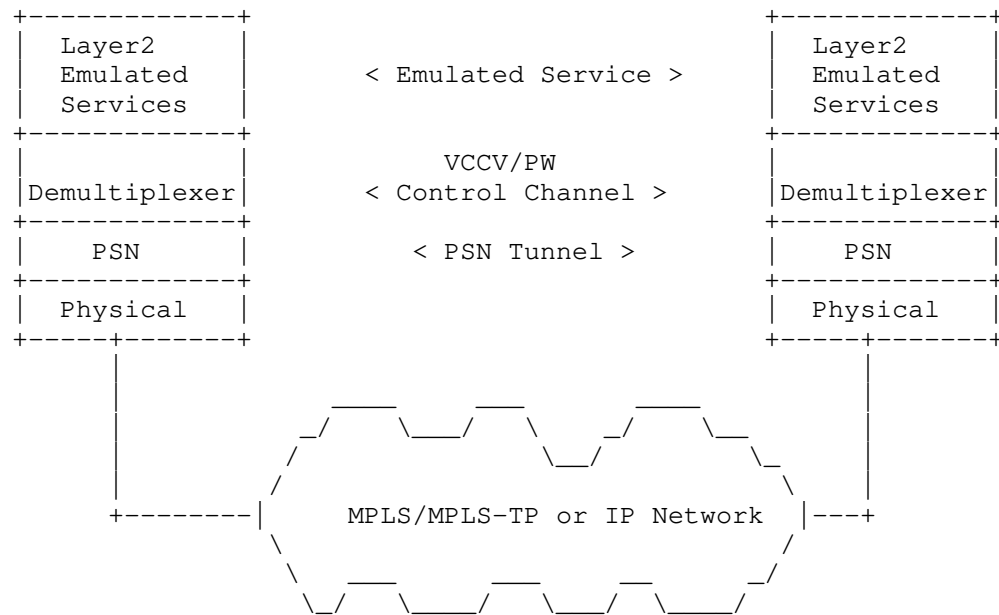 Layer2 Layer2
Emulated < Emulated Service > Emulated
Services Services
VCCV/PW
Demultiplexer < Control Channel > Demultiplexer
PSN < PSN Tunnel > PSN
Physical Physical
MPLS/MPLS-TP or IP Network